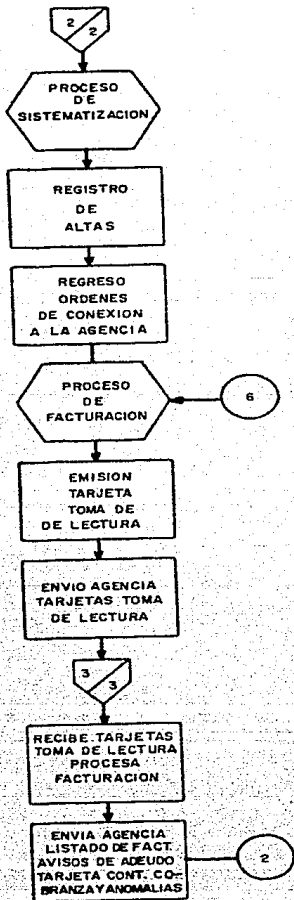 2
2
PROCESO
DE
SISTEMATIZACION
REGISTRO
DE
ALTAS
REGRESO
ORDENES
DE CONEXION
A LA AGENCIA
PROCESO
DE
FACTURACION
6
EMISION
TARJETA
TOMA DE
DE LECTURA
ENVIO AGENCIA
TARJETAS TOMA
DE LECTURA
3
3
RECIBE TARJETAS
TOMA DE LECTURA
PROCESA
FACTURACION
ENVIA AGENCIA
LISTADO DE FACT.
AVISOS DE ADEUDO
TARJETA CONT. CO-
BRANZA Y ANOMALIAS
2